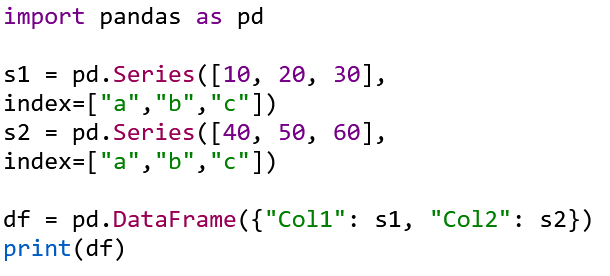 import pandas as pd
s1 = pd.Series([10, 20, 30],
index=["a","b","c"])
s2 = pd.Series([40, 50, 60],
index=["a","b","c"])
df = pd.DataFrame({"Col1": s1, "Col2": s2})
print(df)